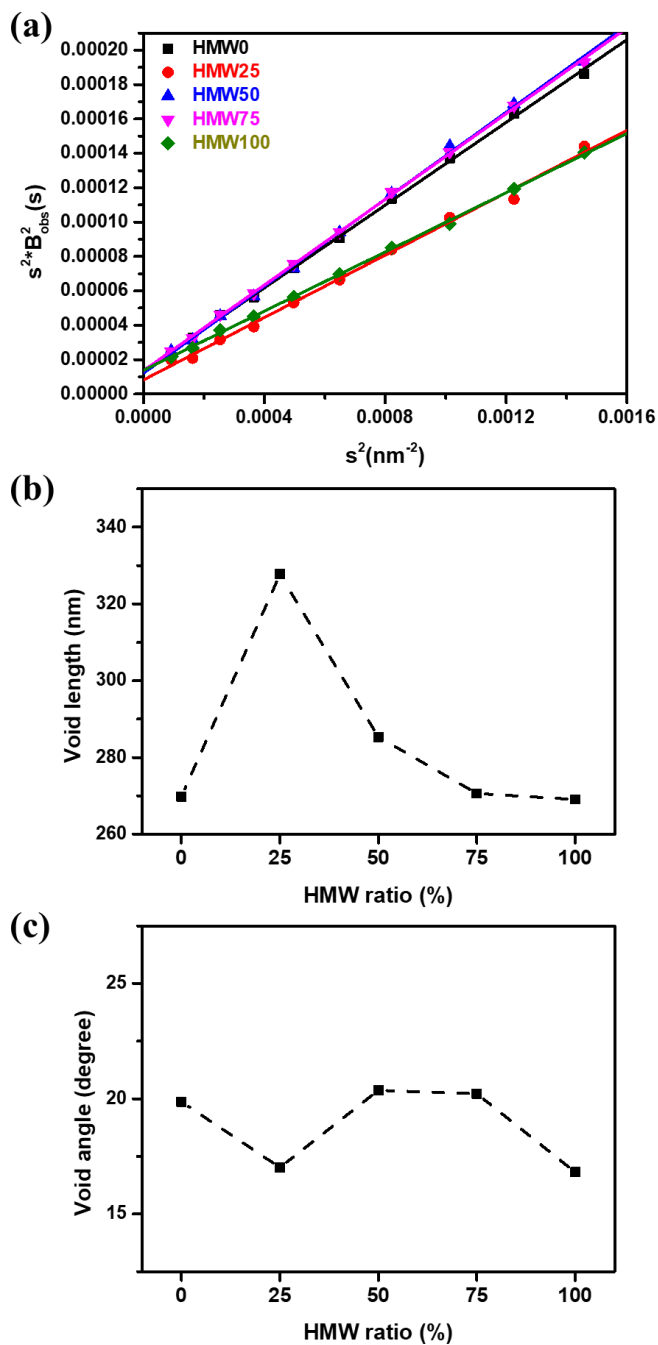 (a)
0.00020
0.00018
0.00016
0.00014
0.00012
0.00010
0.00008
0.00006
0.00004
0.00002
0.00000
s²*B²obs(s)
HMW0
HMW25
HMW50
HMW75
HMW100
0.0000 0.0004 0.0008 0.0012 0.0016
s²(nm⁻²)
(b)
340
320
300
280
260
Void length (nm)
0 25 50 75 100
HMW ratio (%)
(c)
25
20
15
Void angle (degree)
0 25 50 75 100
HMW ratio (%)